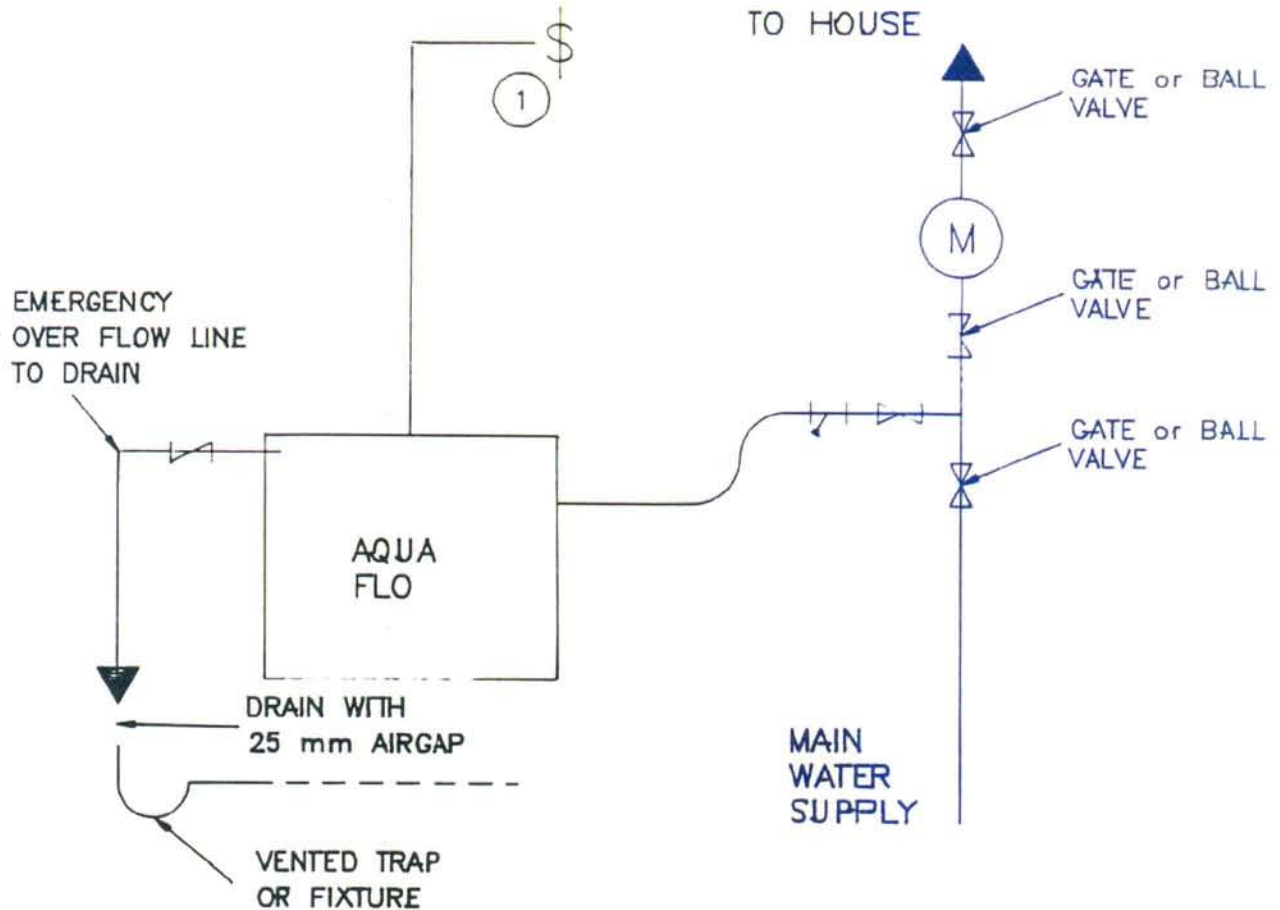 TO HOUSE
$
1
GATE or BALL
VALVE
M
GATE or BALL
VALVE
EMERGENCY
OVER FLOW LINE
TO DRAIN
GATE or BALL
VALVE
AQUA
FLO
DRAIN WITH
25 mm AIRGAP
MAIN
WATER
SUPPLY
VENTED TRAP
OR FIXTURE